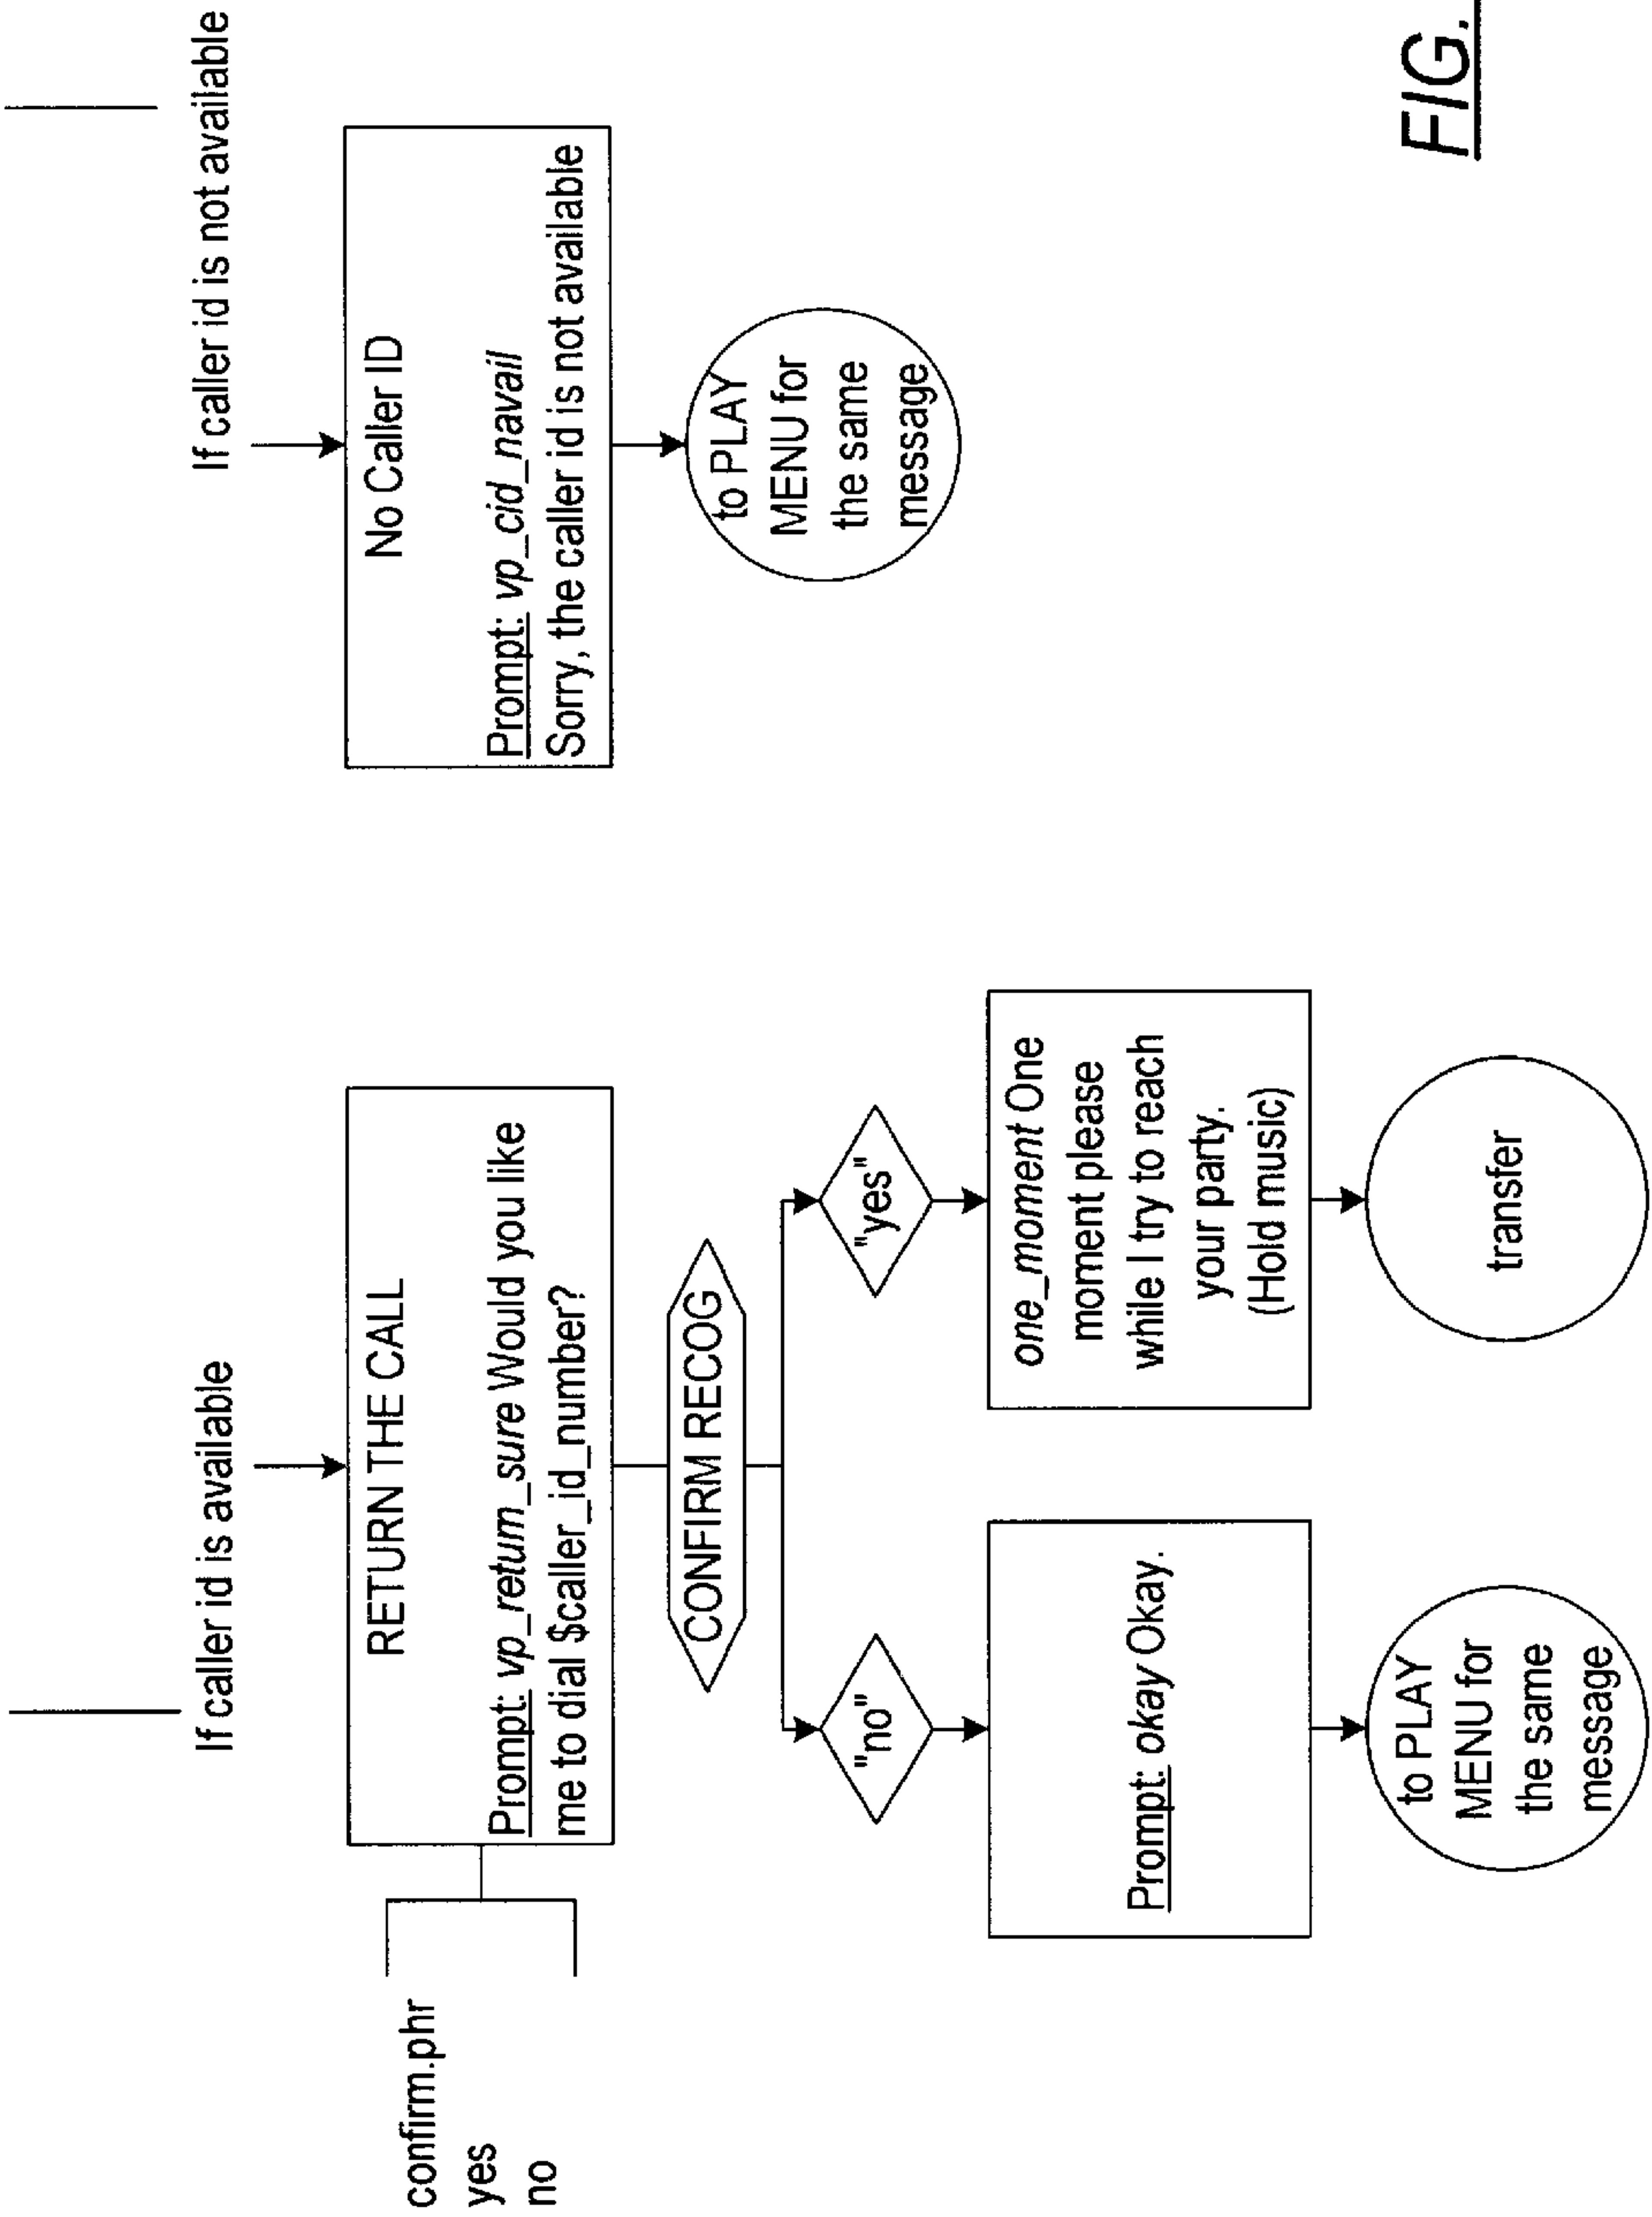 If caller id is available
If caller id is not available
confirm.phr
yes
no
RETURN THE CALL
Prompt: vp_return_sure Would you like
me to dial $caller_id_number?
No Caller ID
Prompt: vp_cid_navail
Sorry, the caller id is not available
CONFIRM RECOG
to PLAY
MENU for
the same
message
"no"
"yes"
Prompt: okay Okay.
one_moment One
moment please
while I try to reach
your party.
(Hold music)
to PLAY
MENU for
the same
message
transfer
FIG.